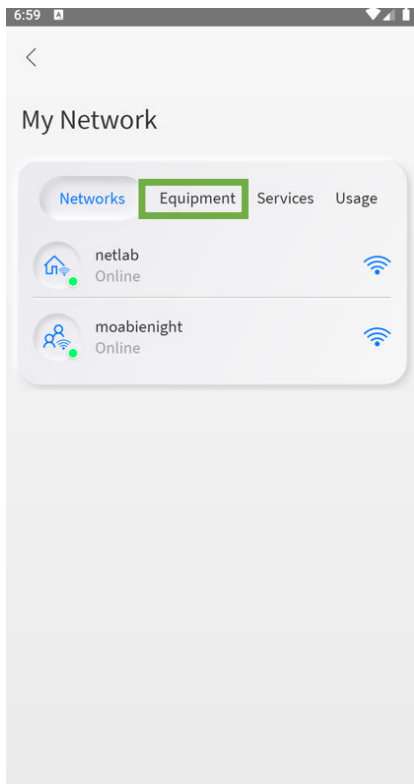 6:59
My Network
Networks Equipment Services Usage
netlab
Online
moabienight
Online